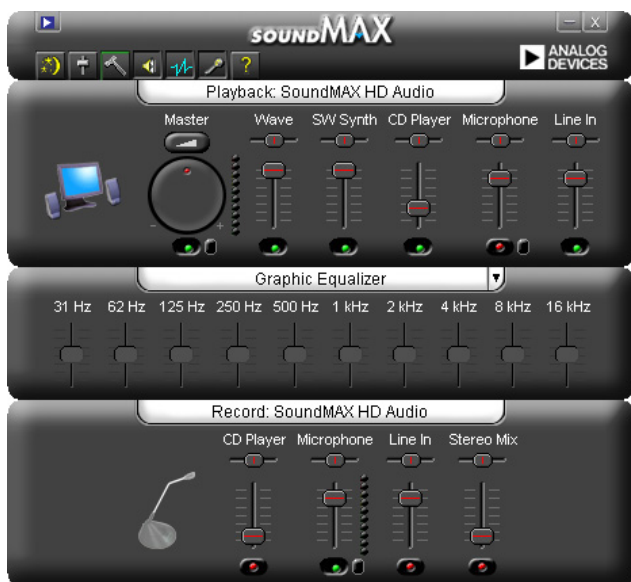 SOUNDMAX
ANALOG
DEVICES
Playback: SoundMAX HD Audio
Master Wave SW Synth CD Player Microphone Line In
- +
Graphic Equalizer
31 Hz 62 Hz 125 Hz 250 Hz 500 Hz 1 kHz 2 kHz 4 kHz 8 kHz 16 kHz
Record: SoundMAX HD Audio
CD Player Microphone Line In Stereo Mix